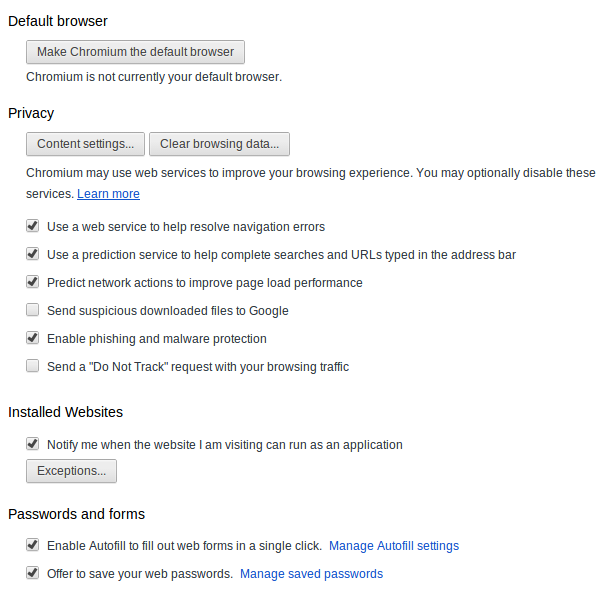 Default browser
Make Chromium the default browser
Chromium is not currently your default browser.
Privacy
Content settings... Clear browsing data...
Chromium may use web services to improve your browsing experience. You may optionally disable these
services. Learn more
Use a web service to help resolve navigation errors
Use a prediction service to help complete searches and URLs typed in the address bar
Predict network actions to improve page load performance
Send suspicious downloaded files to Google
Enable phishing and malware protection
Send a "Do Not Track" request with your browsing traffic
Installed Websites
Notify me when the website I am visiting can run as an application
Exceptions...
Passwords and forms
Enable Autofill to fill out web forms in a single click. Manage Autofill settings
Offer to save your web passwords. Manage saved passwords